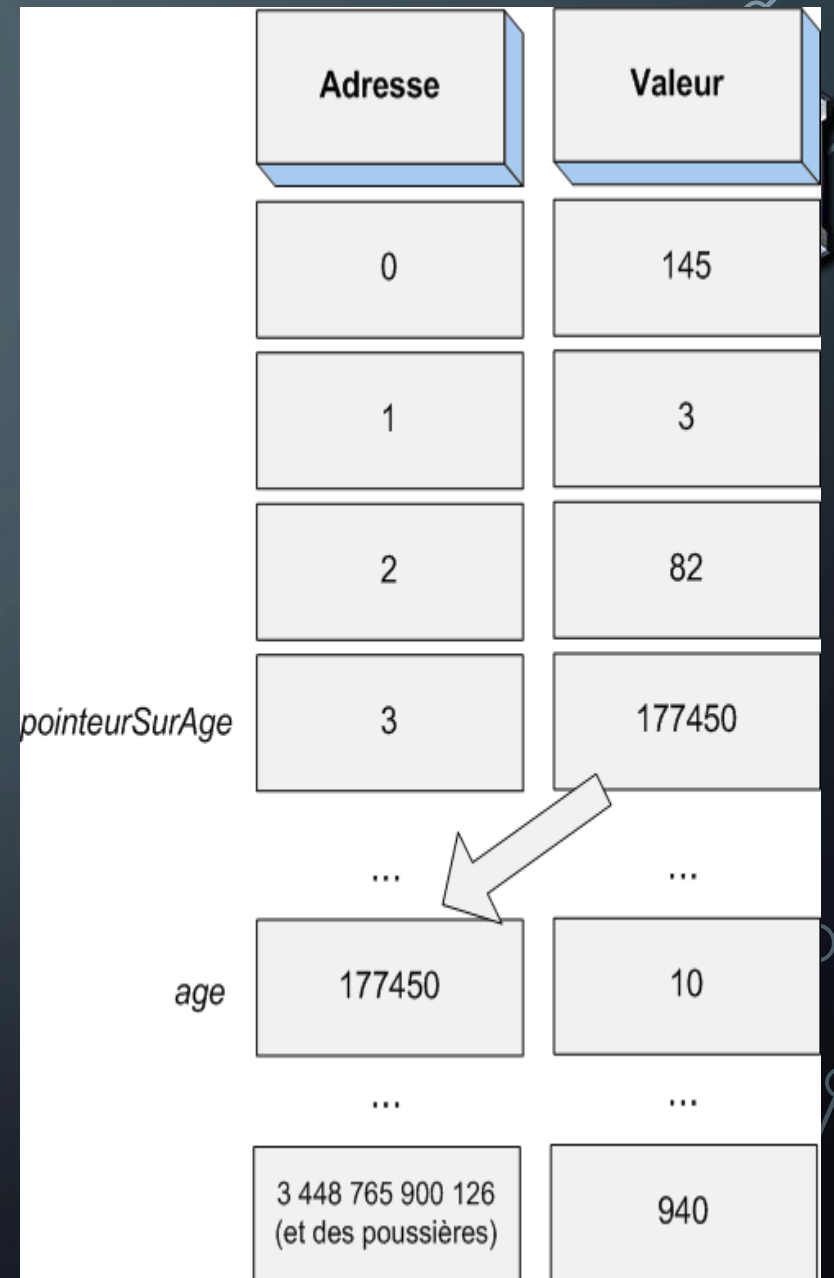 Adresse Valeur
0 145
1 3
2 82
pointeurSurAge 3 177450
... ...
age 177450 10
... ...
3 448 765 900 126
(et des poussières) 940